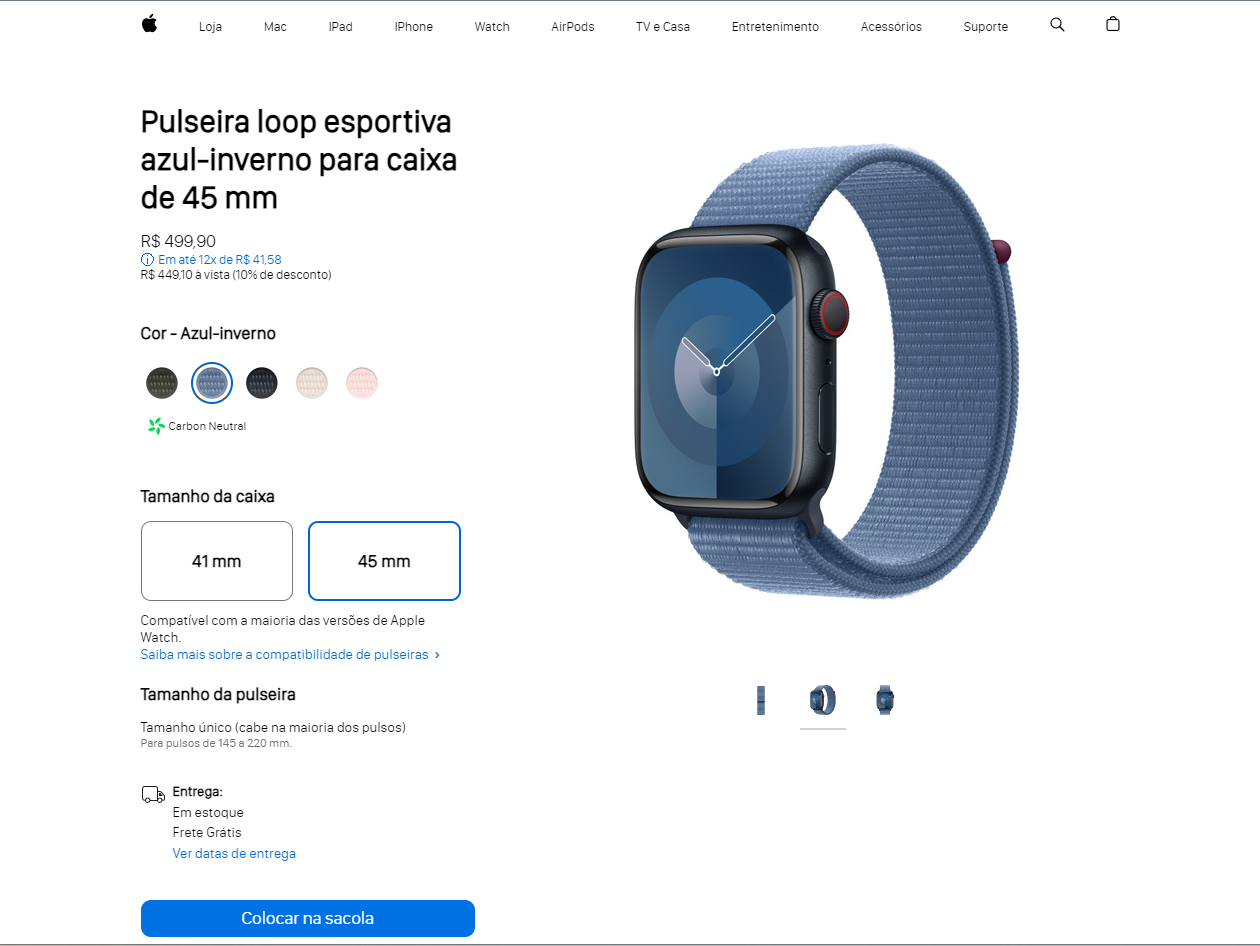 Loja Mac IPad IPhone Watch AirPods TV e Casa Entretenimento Acessórios Suporte
Pulseira loop esportiva
azul-inverno para caixa
de 45 mm
R$ 499,90
Em até 12x de R$ 41,58
R$ 449,10 à vista (10% de desconto)
Cor - Azul-inverno
Carbon Neutral
Tamanho da caixa
41 mm 45 mm
Compatível com a maioria das versões de Apple
Watch.
Saiba mais sobre a compatibilidade de pulseiras ›
Tamanho da pulseira
Tamanho único (cabe na maioria dos pulsos)
Para pulsos de 145 a 220 mm.
Entrega:
Em estoque
Frete Grátis
Ver datas de entrega
Colocar na sacola